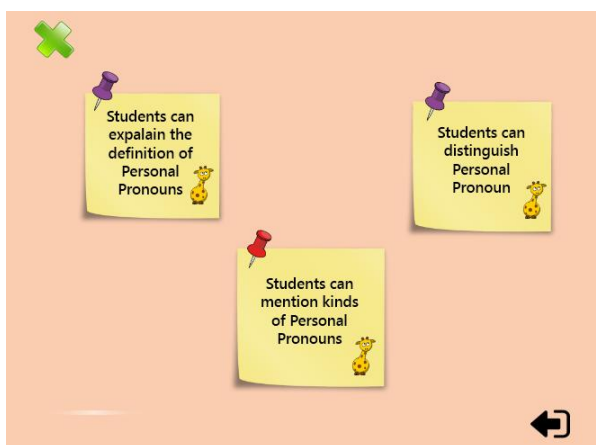 Students can
expalain the
definition of
Personal
Pronouns
Students can
distinguish
Personal
Pronoun
Students can
mention kinds
of Personal
Pronouns